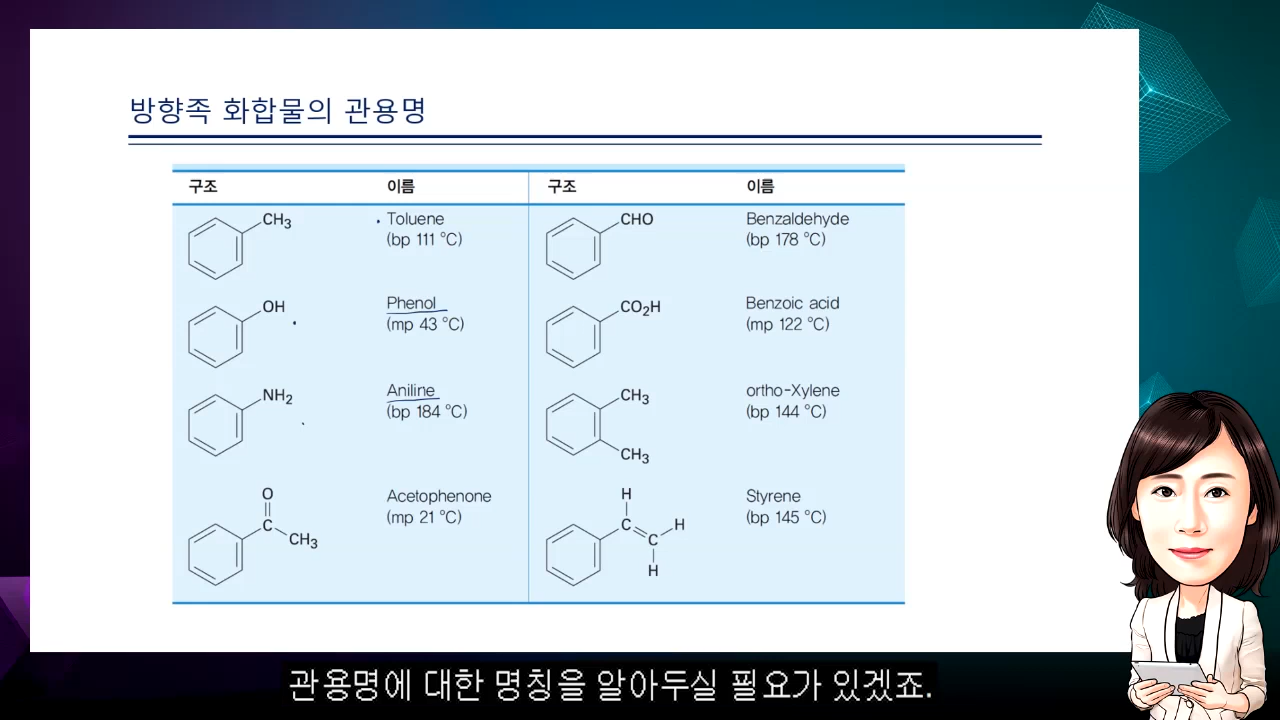 방향족 화합물의 관용명
구조 이름 구조 이름
CH3 Toluene CHO Benzaldehyde
(bp 111 °C) (bp 178 °C)
OH Phenol CO2H Benzoic acid
(mp 43 °C) (mp 122 °C)
NH2 Aniline CH3 ortho-Xylene
(bp 184 °C) (bp 144 °C)
CH3
O Acetophenone H Styrene
(mp 21 °C) (bp 145 °C)
C C H
CH3 C
H
관용명에 대한 명칭을 알아두실 필요가 있겠죠.